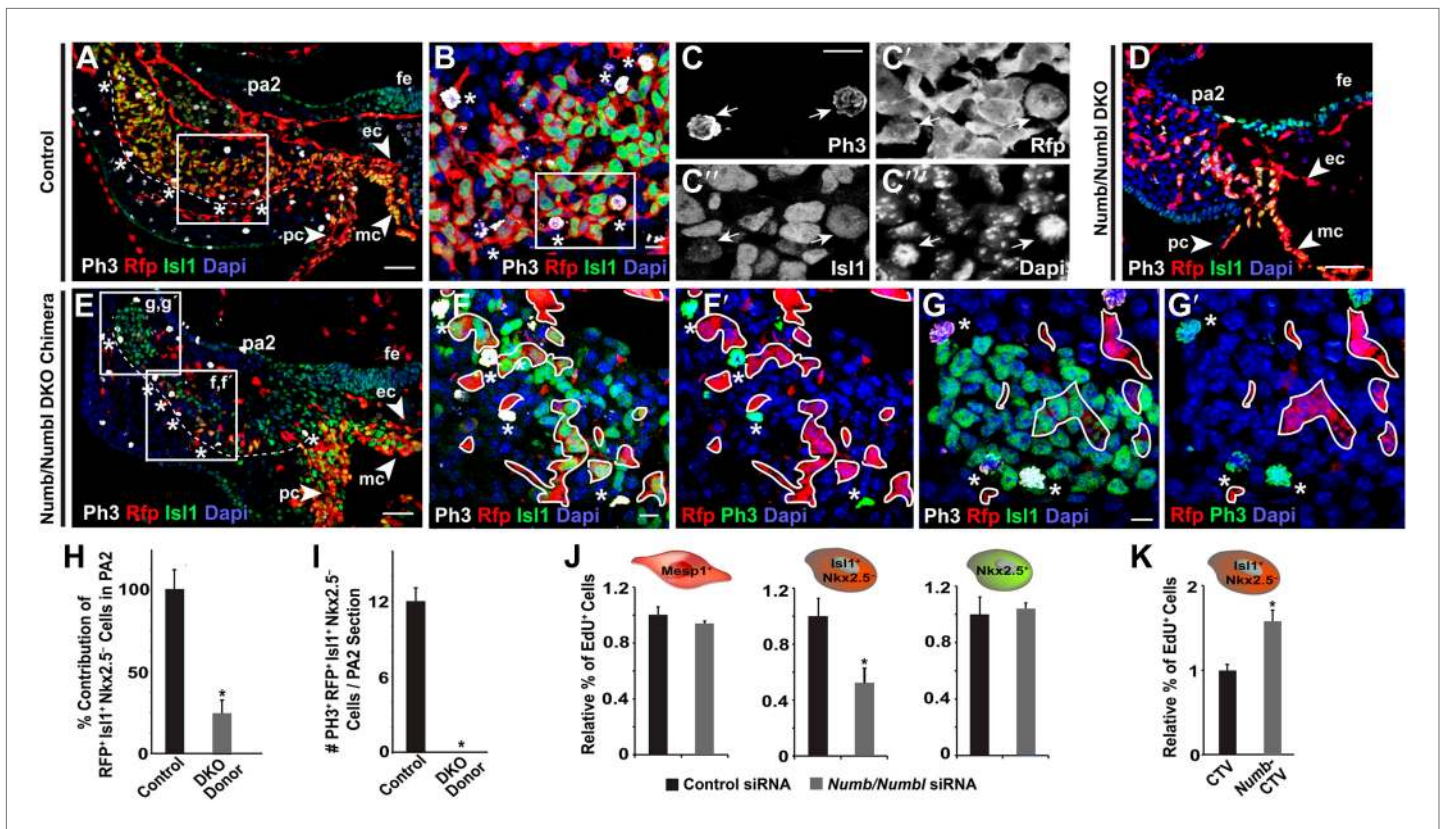 Control
A
pa2
fe
ec
pc
mc
Ph3 Rfp Isl1 Dapi
B
Ph3 Rfp Isl1 Dapi
C
Ph3
C′
Rfp
C″
Isl1
C‴
Dapi
Numb/Numbl DKO
D
pa2
fe
ec
pc
mc
Ph3 Rfp Isl1 Dapi
Numb/Numbl DKO Chimera
E
g,g′
pa2
fe
f,f′
ec
pc
mc
Ph3 Rfp Isl1 Dapi
F
Ph3 Rfp Isl1 Dapi
F′
Rfp Ph3 Dapi
G
Ph3 Rfp Isl1 Dapi
G′
Rfp Ph3 Dapi
H
% Contribution of
RFP⁺ Isl1⁺ Nkx2.5⁻ Cells in PA2
100
50
0
*
Control
DKO
Donor
I
# PH3⁺ RFP⁺ Isl1⁺ Nkx2.5⁻
Cells / PA2 Section
12
0
*
Control
DKO
Donor
J
Mesp1⁺
Relative % of EdU⁺ Cells
1.2
0.8
0.4
0
Isl1⁺
Nkx2.5⁻
1.2
0.8
0.4
0
*
Nkx2.5⁺
1.2
0.8
0.4
0
Control siRNA Numb/Numbl siRNA
K
Isl1⁺
Nkx2.5⁻
Relative % of EdU⁺ Cells
2
1
0
*
CTV
Numb-
CTV